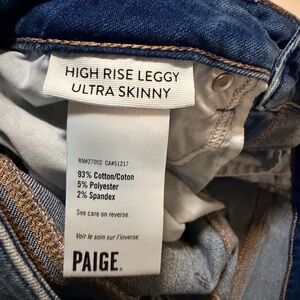 HIGH RISE LEGGY
ULTRA SKINNY
RN#27002 CA#51217
93% Cotton/Coton
5% Polyester
2% Spandex
See care on reverse.
Voir le soin sur l'inverse.
PAIGE.